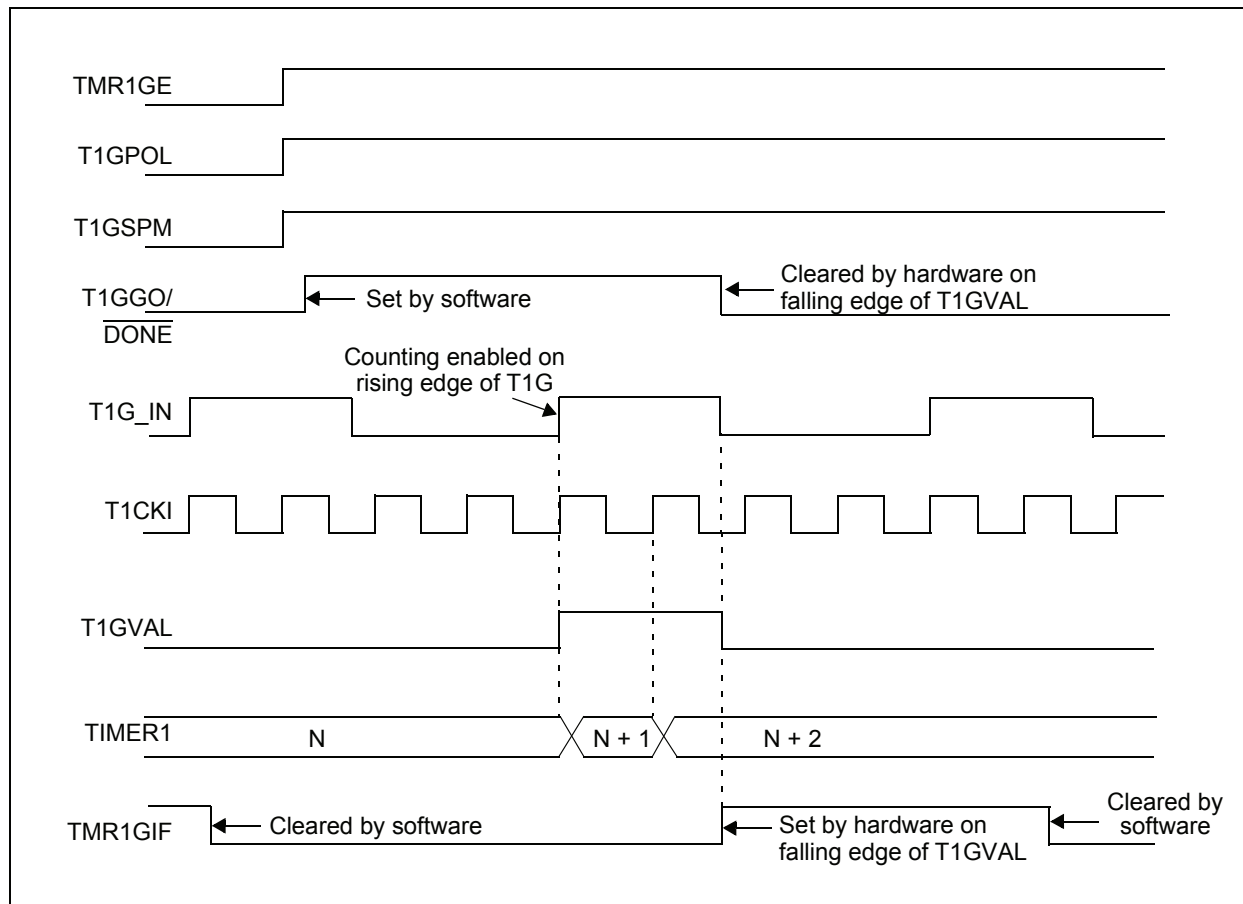 TMR1GE
T1GPOL
T1GSPM
T1GGO/
DONE
Set by software
Cleared by hardware on
falling edge of T1GVAL
Counting enabled on
rising edge of T1G
T1G_IN
T1CKI
T1GVAL
TIMER1
N
N + 1
N + 2
TMR1GIF
Cleared by software
Set by hardware on
falling edge of T1GVAL
Cleared by
software